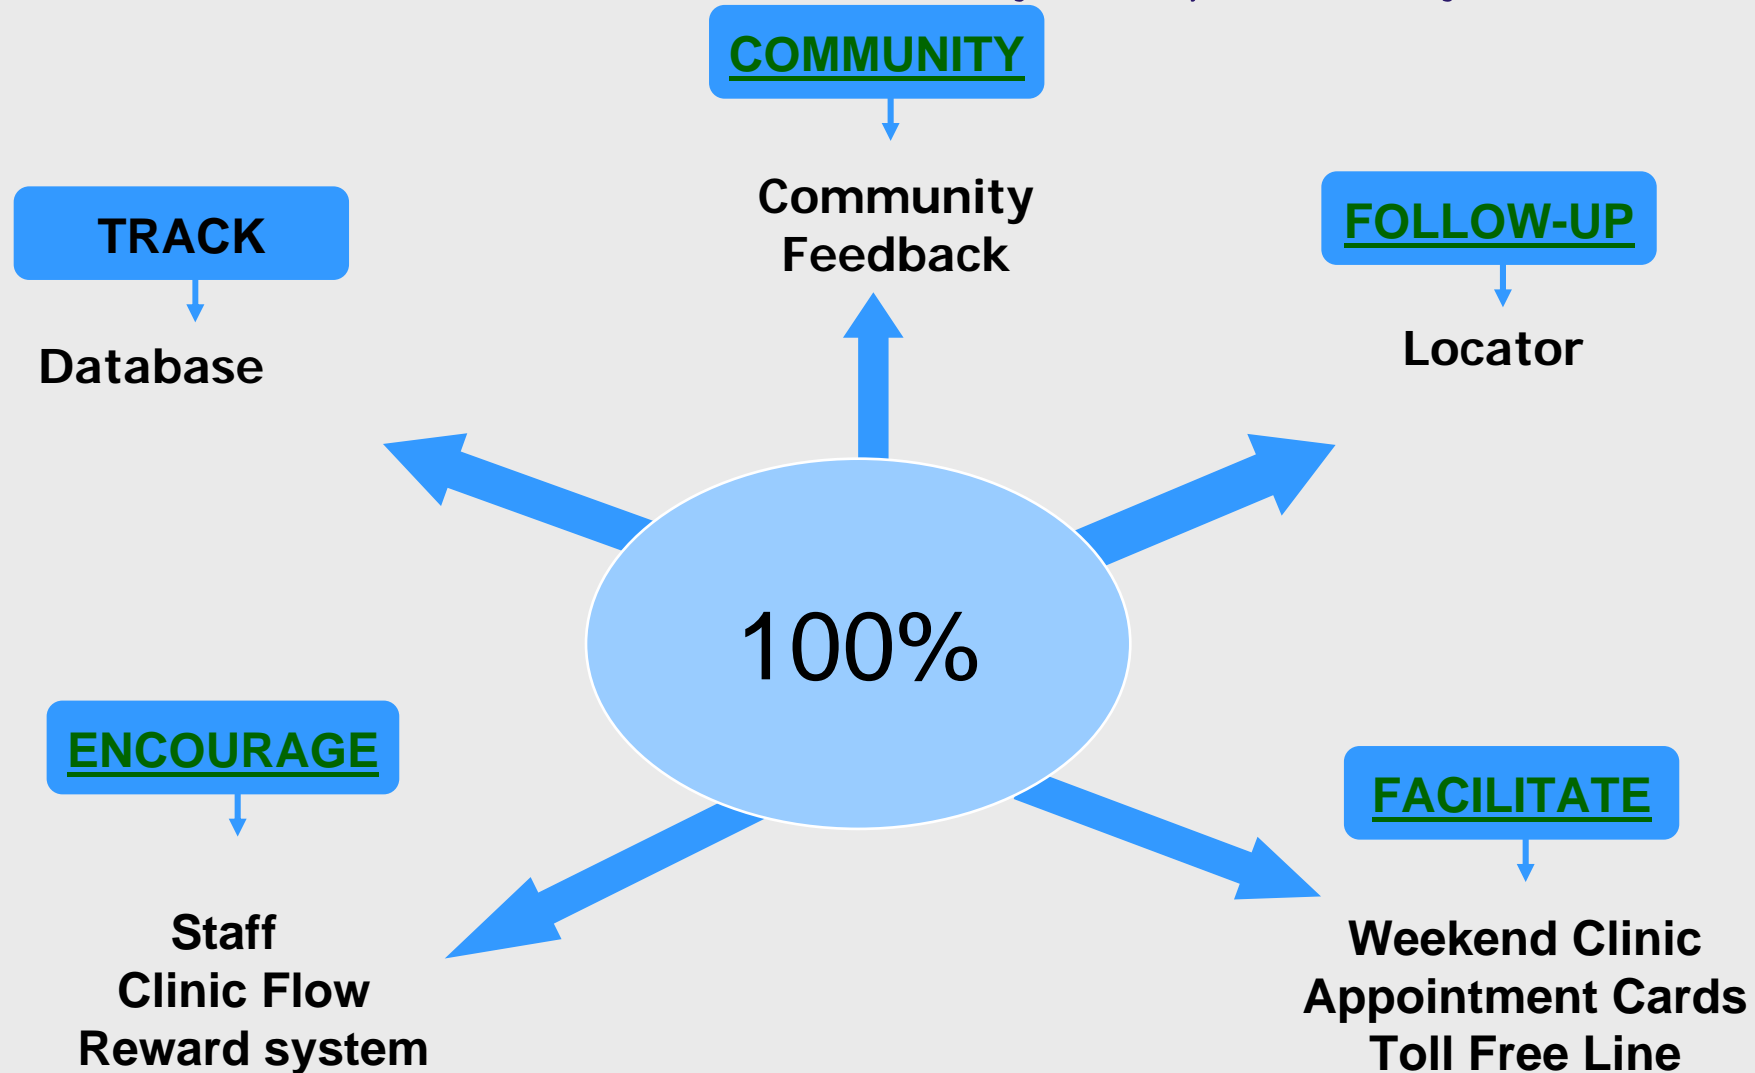 COMMUNITY
Community
Feedback
TRACK
Database
FOLLOW-UP
Locator
100%
ENCOURAGE
Staff
Clinic Flow
Reward system
FACILITATE
Weekend Clinic
Appointment Cards
Toll Free Line